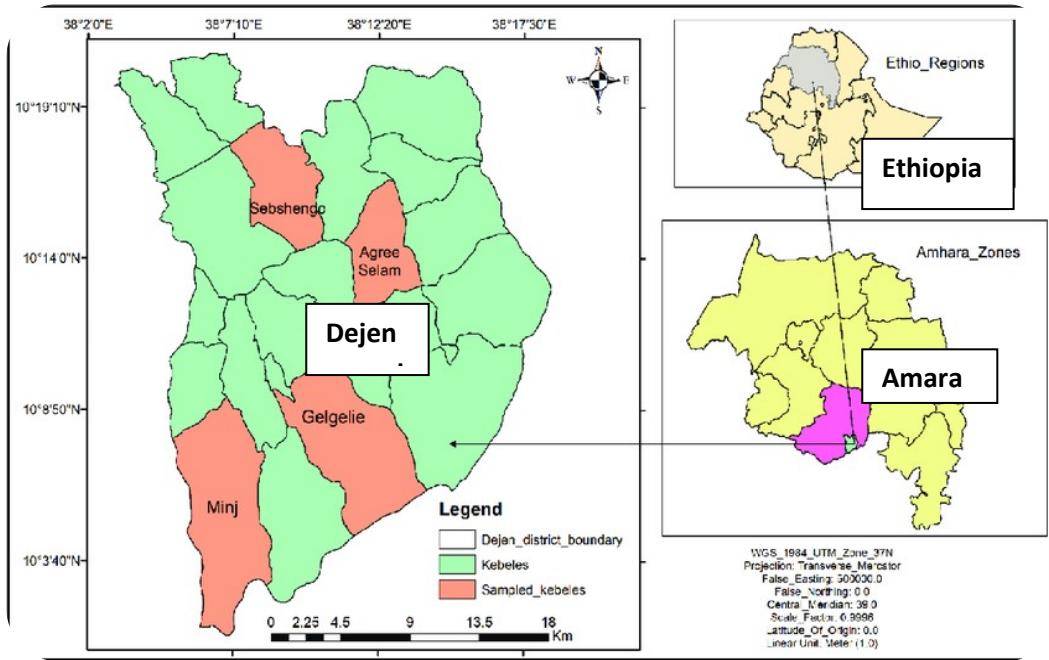 38°2'0"E 38°7'10"E 38°12'20"E 38°17'30"E
10°19'10"N
10°14'0"N
10°8'50"N
10°3'40"N
N
W E
S
Sebshengo
Agree
Selam
Dejen
Gelgelie
Minj
Legend
Dejen_district_boundary
Kebeles
Sampled_kebeles
0 2.25 4.5 9 13.5 18
Km
Ethio_Regions
Ethiopia
Amhara_Zones
Amara
WGS_1984_UTM_Zone_37N
Projection: Transverse_Mercator
False_Easting: 500000.0
False_Northing: 0.0
Central_Meridian: 39.0
Scale_Factor: 0.9996
Latitude_Of_Origin: 0.0
Linear Unit: Meter (1.0)